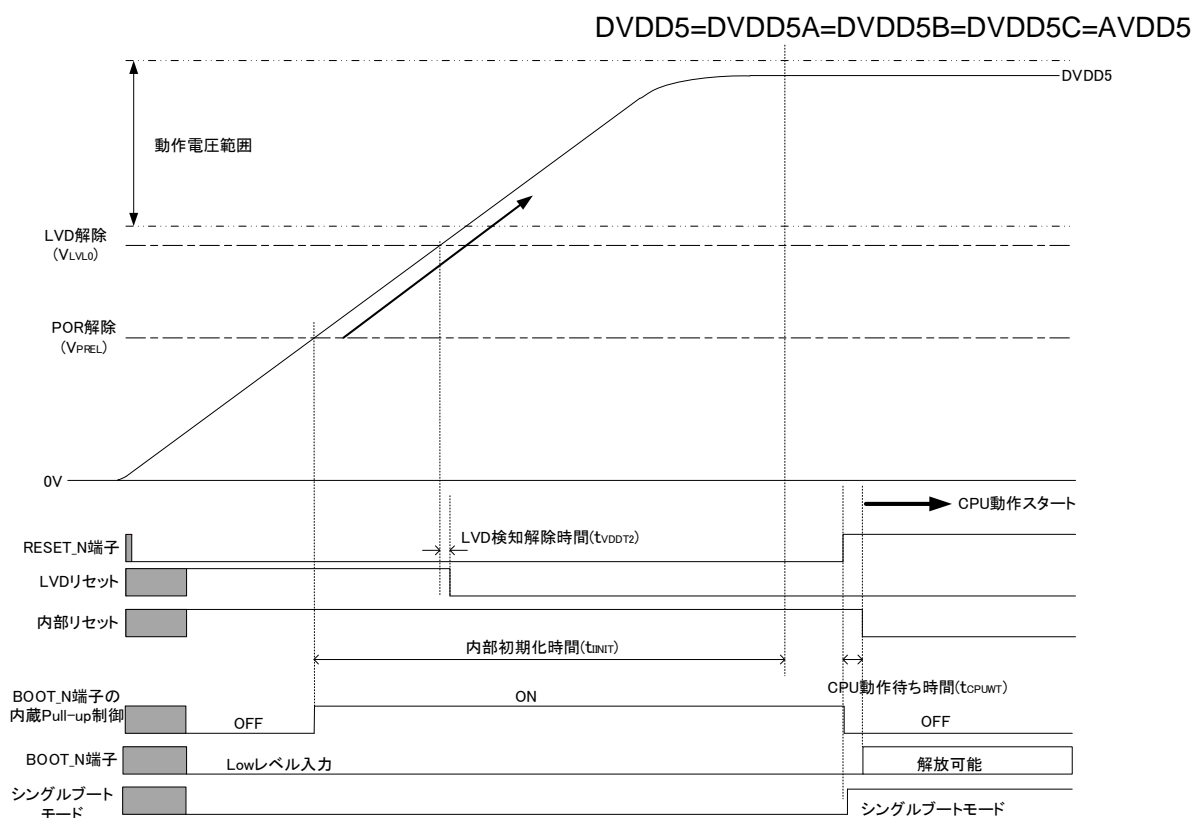 DVDD5=DVDD5A=DVDD5B=DVDD5C=AVDD5
DVDD5
動作電圧範囲
LVD解除
(VLVL0)
POR解除
(VPREL)
0V
CPU動作スタート
RESET_N端子
LVD検知解除時間(tVDDT2)
LVDリセット
内部リセット
内部初期化時間(tIINIT)
CPU動作待ち時間(tCPUWT)
BOOT_N端子の
内蔵Pull-up制御
OFF
ON
OFF
BOOT_N端子
Lowレベル入力
解放可能
シングルブート
モード
シングルブートモード